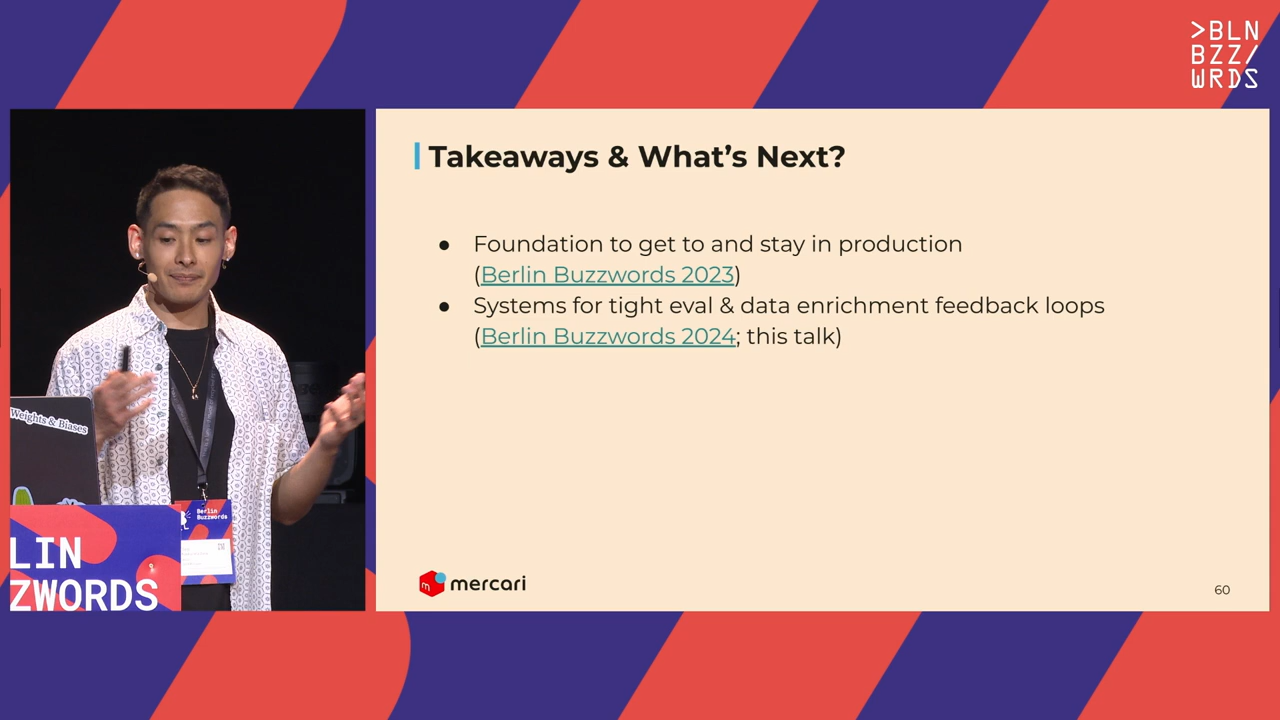 >BLN
BZZ/
WRDS
Takeaways & What's Next?
● Foundation to get to and stay in production
(Berlin Buzzwords 2023)
● Systems for tight eval & data enrichment feedback loops
(Berlin Buzzwords 2024; this talk)
mercari
60
Weights & Biases
Berlin
Buzzwords
LIN
ZWORDS